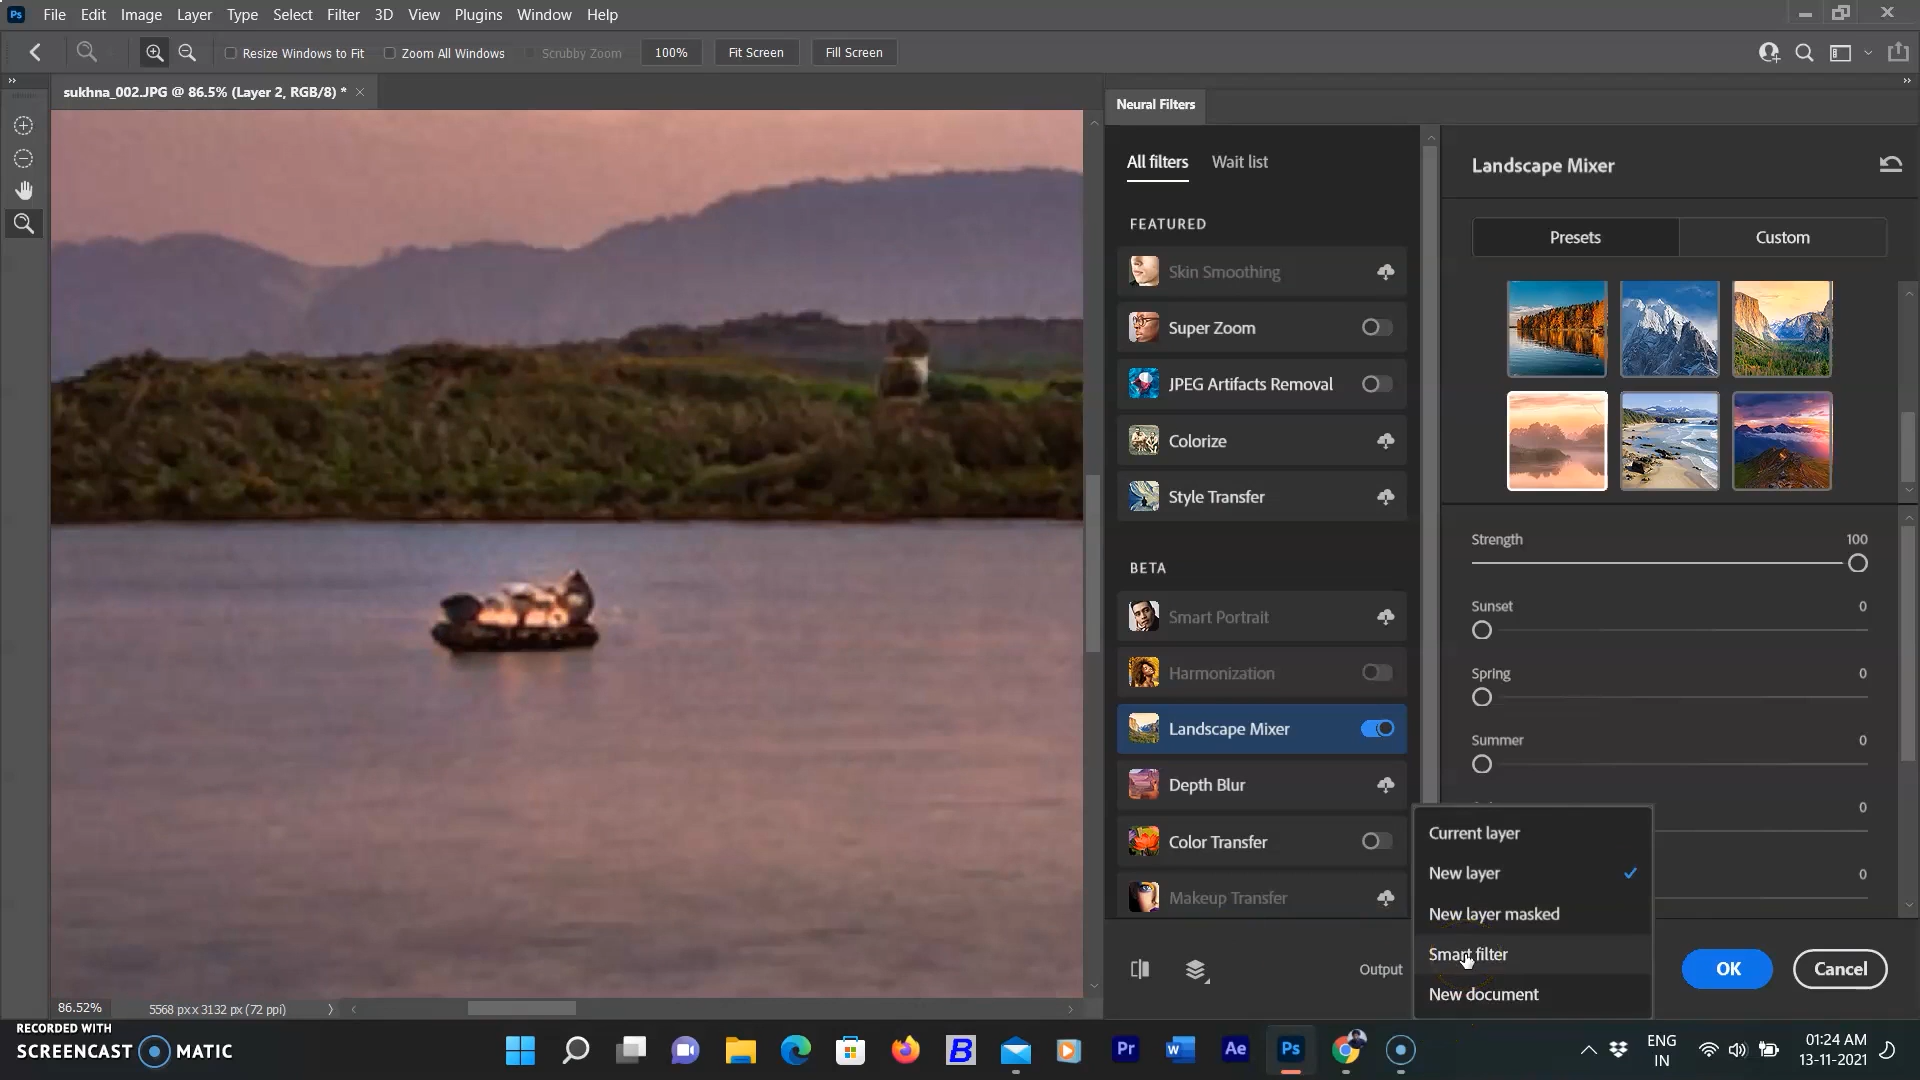 Ps File Edit Image Layer Type Select Filter 3D View Plugins Window Help
Resize Windows to Fit Zoom All Windows Scrubby Zoom 100% Fit Screen Fill Screen
sukhna_002.JPG @ 86.5% (Layer 2, RGB/8) *
Neural Filters
All filters Wait list
FEATURED
Skin Smoothing
Super Zoom
JPEG Artifacts Removal
Colorize
Style Transfer
BETA
Smart Portrait
Harmonization
Landscape Mixer
Depth Blur
Color Transfer
Makeup Transfer
Landscape Mixer
Presets Custom
Strength 100
Sunset 0
Spring 0
Summer 0
0
0
Current layer
New layer
New layer masked
Smart filter
New document
Output
OK Cancel
86.52% 5568 px x 3132 px (72 ppi)
RECORDED WITH
SCREENCAST MATIC
B Pr W Ae Ps
ENG
IN
01:24 AM
13-11-2021